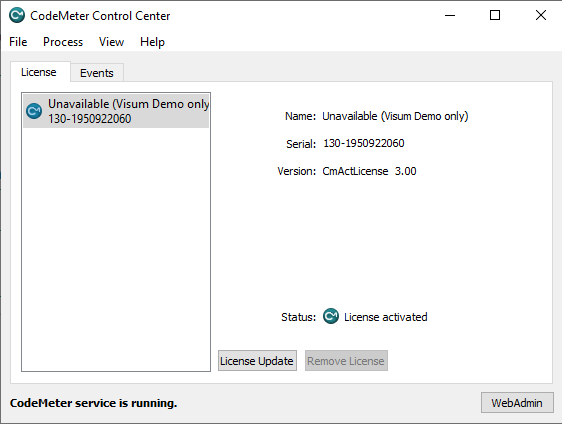 CodeMeter Control Center
File Process View Help
License Events
Unavailable (Visum Demo only
130-1950922060
Name: Unavailable (Visum Demo only)
Serial: 130-1950922060
Version: CmActLicense 3.00
Status: License activated
License Update Remove License
CodeMeter service is running. WebAdmin